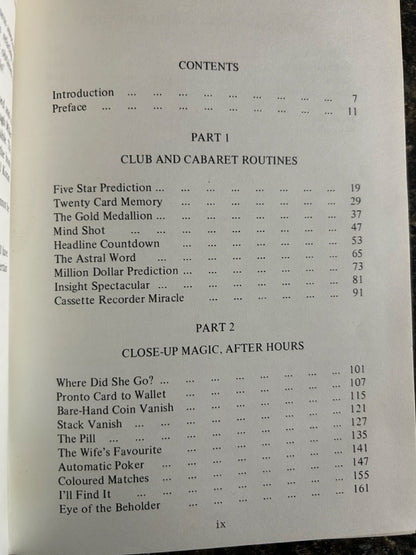 CONTENTS
Introduction ... ... ... ... ... ... ... ... ... 7
Preface ... ... ... ... ... ... ... ... ... ... 11
PART 1
CLUB AND CABARET ROUTINES
Five Star Prediction ... ... ... ... ... ... ... ... 19
Twenty Card Memory ... ... ... ... ... ... ... 29
The Gold Medallion ... ... ... ... ... ... ... 37
Mind Shot ... ... ... ... ... ... ... ... ... 47
Headline Countdown ... ... ... ... ... ... ... 53
The Astral Word ... ... ... ... ... ... ... ... 65
Million Dollar Prediction ... ... ... ... ... ... ... 73
Insight Spectacular ... ... ... ... ... ... ... ... 81
Cassette Recorder Miracle ... ... ... ... ... ... 91
PART 2
CLOSE-UP MAGIC, AFTER HOURS
Where Did She Go? ... ... ... ... ... ... ... ... 101
Pronto Card to Wallet ... ... ... ... ... ... ... 107
Bare-Hand Coin Vanish ... ... ... ... ... ... ... 115
Stack Vanish ... ... ... ... ... ... ... ... ... 121
The Pill ... ... ... ... ... ... ... ... ... 127
The Wife's Favourite ... ... ... ... ... ... ... 135
Automatic Poker ... ... ... ... ... ... ... ... 141
Coloured Matches ... ... ... ... ... ... ... ... 147
I'll Find It ... ... ... ... ... ... ... ... ... 155
Eye of the Beholder ... ... ... ... ... ... ... 161
ix